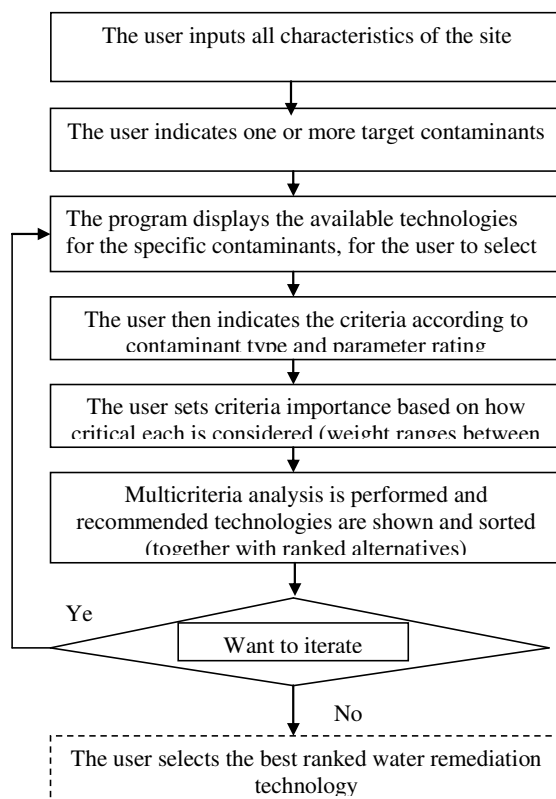 The user inputs all characteristics of the site
The user indicates one or more target contaminants
The program displays the available technologies
for the specific contaminants, for the user to select
The user then indicates the criteria according to
contaminant type and parameter rating
The user sets criteria importance based on how
critical each is considered (weight ranges between
Multicriteria analysis is performed and
recommended technologies are shown and sorted
(together with ranked alternatives)
Ye
Want to iterate
No
The user selects the best ranked water remediation
technology